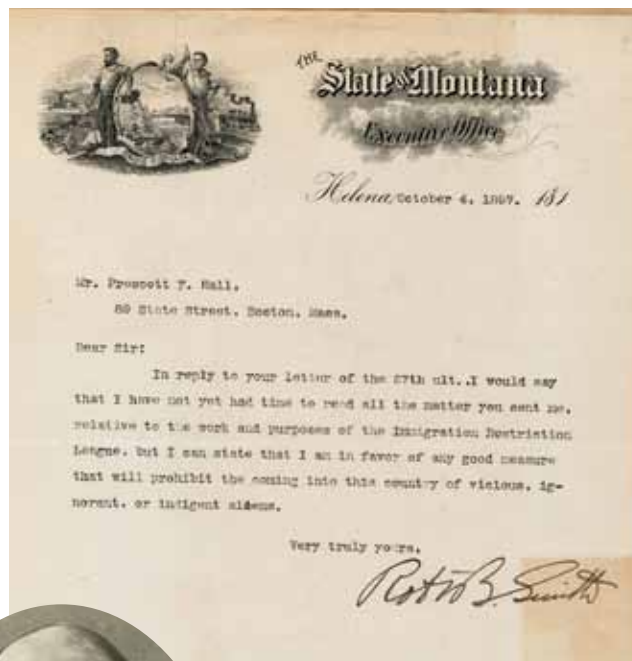 THE
State of Montana
Executive Office
Helena, October 4, 1897. 181
Mr. Prescott F. Hall,
89 State Street, Boston, Mass.
Dear Sir:
In reply to your letter of the 27th ult., I would say
that I have not yet had time to read all the matter you sent me,
relative to the work and purposes of the Immigration Restriction
League, but I can state that I am in favor of any good measure
that will prohibit the coming into this country of vicious, ig-
norant, or indigent aliens.
Very truly yours,
Robt B. Smith